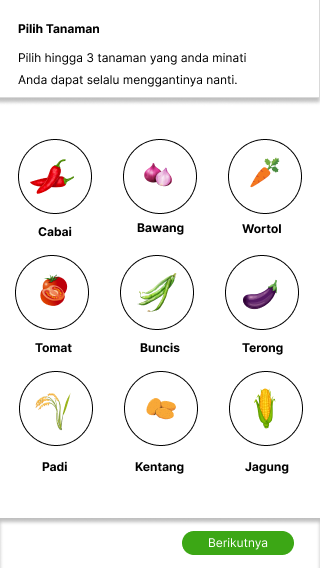 Pilih Tanaman
Pilih hingga 3 tanaman yang anda minati
Anda dapat selalu menggantinya nanti.
Cabai
Bawang
Wortol
Tomat
Buncis
Terong
Padi
Kentang
Jagung
Berikutnya